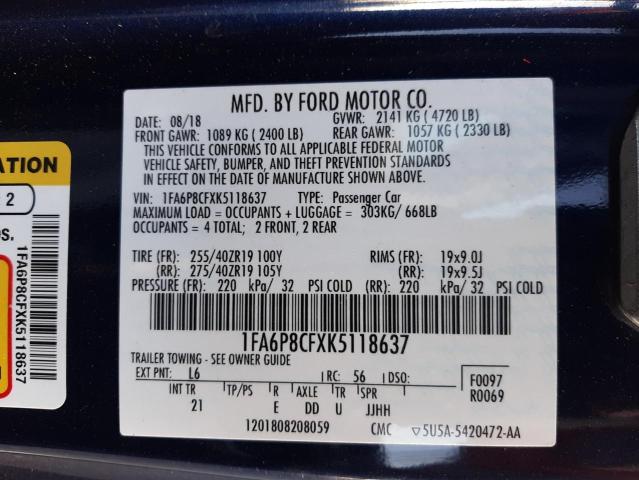 MFD. BY FORD MOTOR CO.
DATE: 08/18 GVWR: 2141 KG ( 4720 LB)
FRONT GAWR: 1089 KG ( 2400 LB) REAR GAWR: 1057 KG ( 2330 LB)
THIS VEHICLE CONFORMS TO ALL APPLICABLE FEDERAL MOTOR
VEHICLE SAFETY, BUMPER, AND THEFT PREVENTION STANDARDS
IN EFFECT ON THE DATE OF MANUFACTURE SHOWN ABOVE.
VIN: 1FA6P8CFXK5118637 TYPE: Passenger Car
MAXIMUM LOAD = OCCUPANTS + LUGGAGE = 303KG/ 668LB
OCCUPANTS = 4 TOTAL; 2 FRONT, 2 REAR
TIRE (FR): 255/40ZR19 100Y RIMS (FR): 19x9.0J
(RR): 275/40ZR19 105Y (RR): 19x9.5J
PRESSURE (FR): 220 kPa/ 32 PSI COLD (RR): 220 kPa/ 32 PSI COLD
1FA6P8CFXK5118637
TRAILER TOWING - SEE OWNER GUIDE
EXT PNT: L6 RC: 56 DSO: F0097
INT TR TP/PS R AXLE TR SPR R0069
21 E DD U JJHH
1201808208059 CMC ▽5U5A-5420472-AA
ATION
2
OS.
1FA6P8CFXK5118637